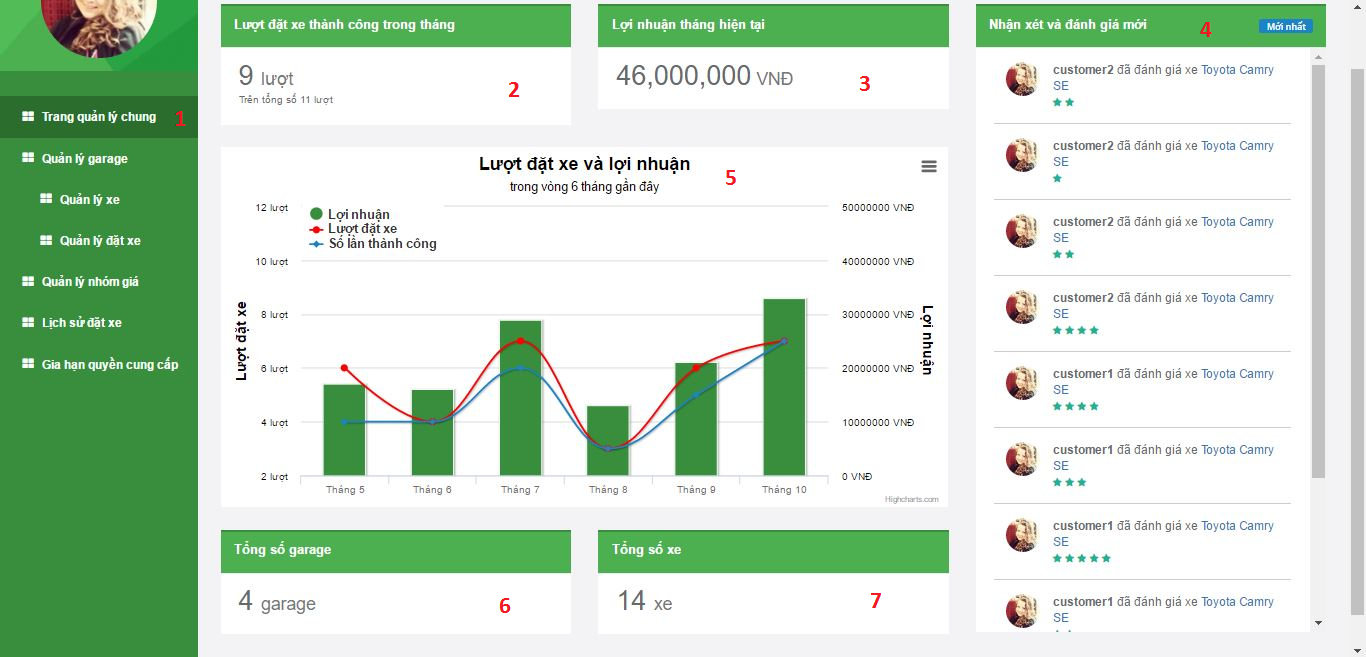 Trang quản lý chung 1
Quản lý garage
Quản lý xe
Quản lý đặt xe
Quản lý nhóm giá
Lịch sử đặt xe
Gia hạn quyền cung cấp
Lượt đặt xe thành công trong tháng
9 lượt
Trên tổng số 11 lượt
2
Lợi nhuận tháng hiện tại
46,000,000 VNĐ
3
Lượt đặt xe và lợi nhuận
trong vòng 6 tháng gần đây
5
Lợi nhuận
Lượt đặt xe
Số lần thành công
Lượt đặt xe
12 lượt
10 lượt
8 lượt
6 lượt
4 lượt
2 lượt
50000000 VNĐ
40000000 VNĐ
30000000 VNĐ
20000000 VNĐ
10000000 VNĐ
0 VNĐ
Lợi nhuận
Tháng 5 Tháng 6 Tháng 7 Tháng 8 Tháng 9 Tháng 10
Highcharts.com
Tổng số garage
4 garage
6
Tổng số xe
14 xe
7
Nhận xét và đánh giá mới
4
Mới nhất
customer2 đã đánh giá xe Toyota Camry
SE
customer2 đã đánh giá xe Toyota Camry
SE
customer2 đã đánh giá xe Toyota Camry
SE
customer2 đã đánh giá xe Toyota Camry
SE
customer1 đã đánh giá xe Toyota Camry
SE
customer1 đã đánh giá xe Toyota Camry
SE
customer1 đã đánh giá xe Toyota Camry
SE
customer1 đã đánh giá xe Toyota Camry
SE